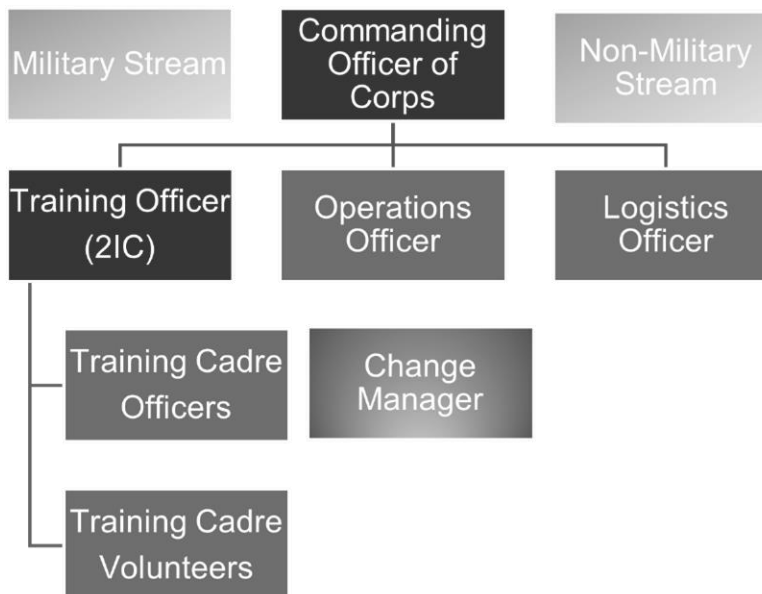 Military Stream
Commanding
Officer of
Corps
Non-Military
Stream
Training Officer
(2IC)
Operations
Officer
Logistics
Officer
Training Cadre
Officers
Change
Manager
Training Cadre
Volunteers